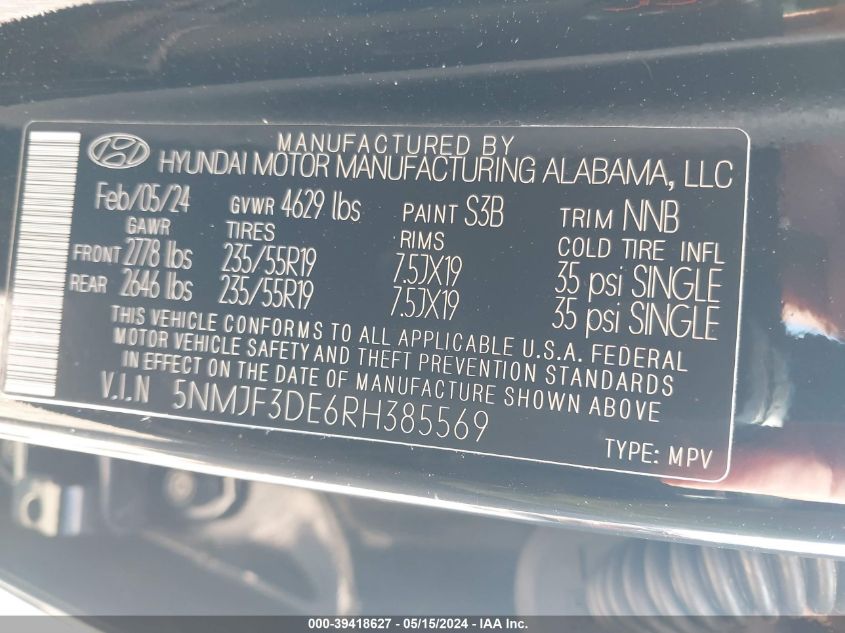 MANUFACTURED BY
HYUNDAI MOTOR MANUFACTURING ALABAMA, LLC
Feb/05/24 GVWR 4629 lbs PAINT S3B TRIM NNB
GAWR TIRES RIMS COLD TIRE INFL
FRONT 2778 lbs 235/55R19 7.5JX19 35 psi SINGLE
REAR 2646 lbs 235/55R19 7.5JX19 35 psi SINGLE
THIS VEHICLE CONFORMS TO ALL APPLICABLE U.S.A. FEDERAL
MOTOR VEHICLE SAFETY AND THEFT PREVENTION STANDARDS
IN EFFECT ON THE DATE OF MANUFACTURE SHOWN ABOVE
V.I.N 5NMJF3DE6RH385569
TYPE: MPV
000-39418627 - 05/15/2024 - IAA Inc.